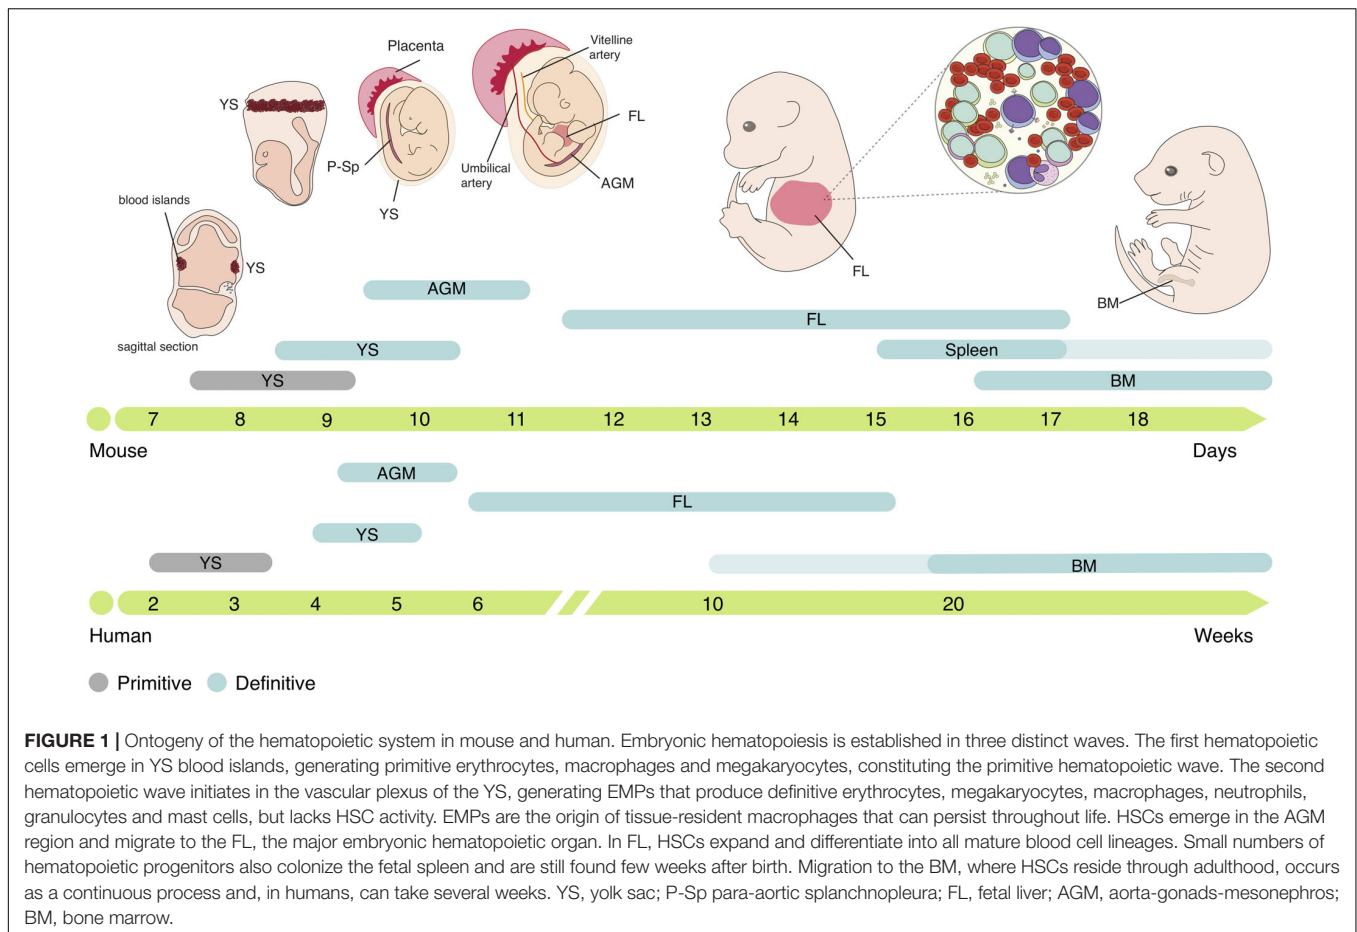 Placenta
Vitelline
artery
YS
FL
P-Sp
Umbilical
artery
AGM
YS
blood islands
YS
FL
BM
sagittal section
AGM
FL
YS
Spleen
YS
BM
7 8 9 10 11 12 13 14 15 16 17 18
Mouse
Days
AGM
FL
YS
YS
BM
2 3 4 5 6 10 20
Human
Weeks
Primitive Definitive
FIGURE 1 | Ontogeny of the hematopoietic system in mouse and human. Embryonic hematopoiesis is established in three distinct waves. The first hematopoietic
cells emerge in YS blood islands, generating primitive erythrocytes, macrophages and megakaryocytes, constituting the primitive hematopoietic wave. The second
hematopoietic wave initiates in the vascular plexus of the YS, generating EMPs that produce definitive erythrocytes, megakaryocytes, macrophages, neutrophils,
granulocytes and mast cells, but lacks HSC activity. EMPs are the origin of tissue-resident macrophages that can persist throughout life. HSCs emerge in the AGM
region and migrate to the FL, the major embryonic hematopoietic organ. In FL, HSCs expand and differentiate into all mature blood cell lineages. Small numbers of
hematopoietic progenitors also colonize the fetal spleen and are still found few weeks after birth. Migration to the BM, where HSCs reside through adulthood, occurs
as a continuous process and, in humans, can take several weeks. YS, yolk sac; P-Sp para-aortic splanchnopleura; FL, fetal liver; AGM, aorta-gonads-mesonephros;
BM, bone marrow.